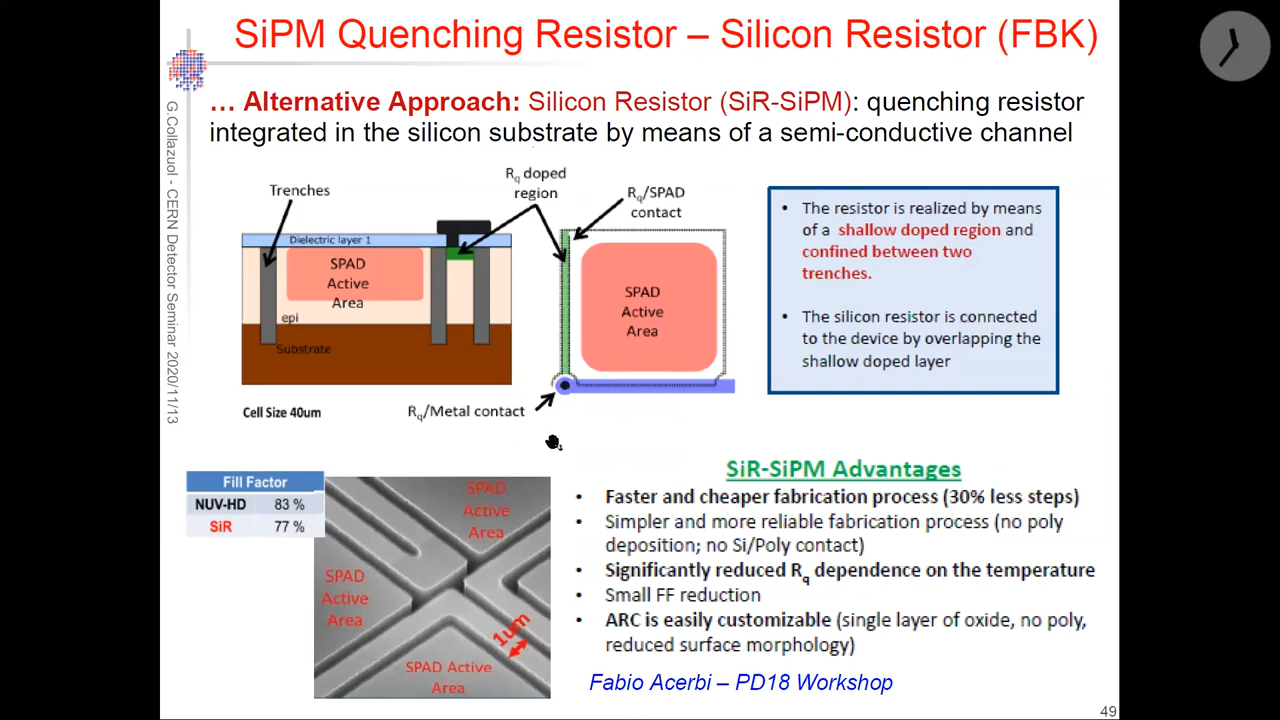 SiPM Quenching Resistor – Silicon Resistor (FBK)
G.Collazuol - CERN Detector Seminar 2020/11/13
... Alternative Approach: Silicon Resistor (SiR-SiPM): quenching resistor
integrated in the silicon substrate by means of a semi-conductive channel
Trenches
Rq doped
region
Rq/SPAD
contact
Dielectric layer 1
SPAD
Active
Area
epi
Substrate
SPAD
Active
Area
Cell Size 40um
Rq/Metal contact
• The resistor is realized by means
of a shallow doped region and
confined between two
trenches.
• The silicon resistor is connected
to the device by overlapping the
shallow doped layer
Fill Factor
NUV-HD 83 %
SiR 77 %
SPAD
Active
Area
SPAD
Active
Area
1um
SPAD Active
Area
SiR-SiPM Advantages
• Faster and cheaper fabrication process (30% less steps)
• Simpler and more reliable fabrication process (no poly
deposition; no Si/Poly contact)
• Significantly reduced Rq dependence on the temperature
• Small FF reduction
• ARC is easily customizable (single layer of oxide, no poly,
reduced surface morphology)
Fabio Acerbi – PD18 Workshop
49